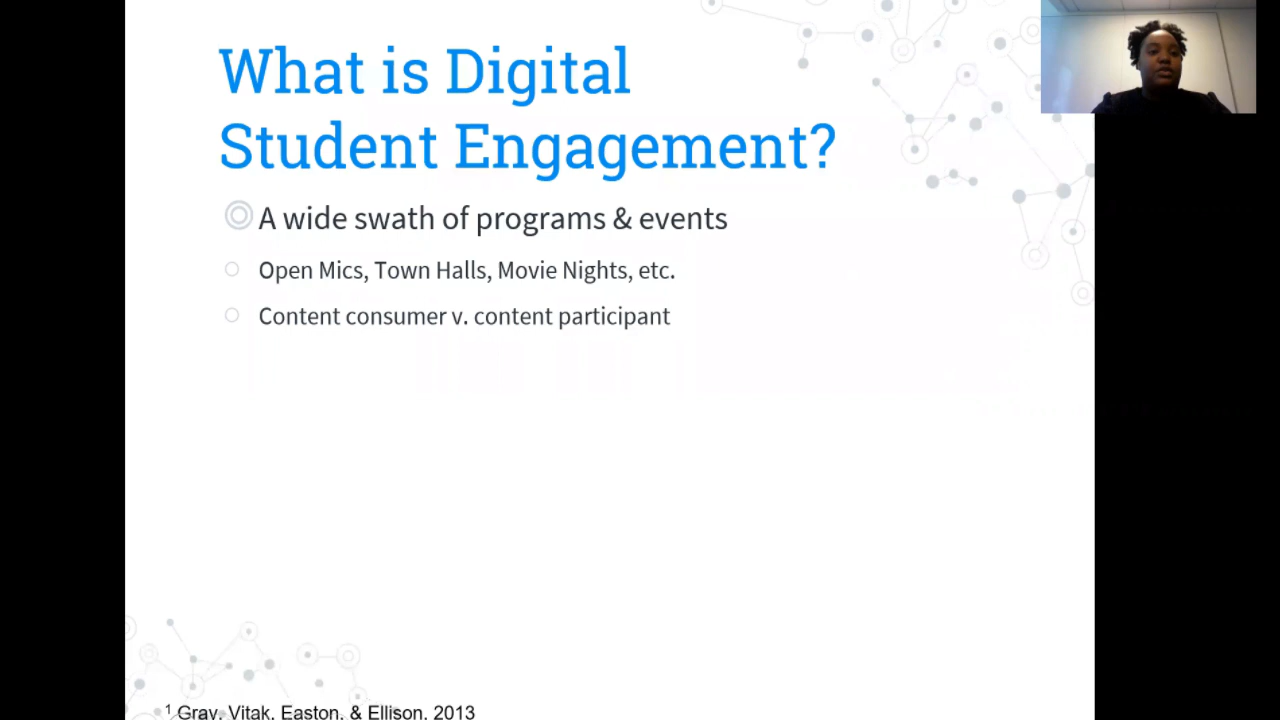 What is Digital
Student Engagement?
A wide swath of programs & events
Open Mics, Town Halls, Movie Nights, etc.
Content consumer v. content participant
1 Gray, Vitak, Easton, & Ellison, 2013